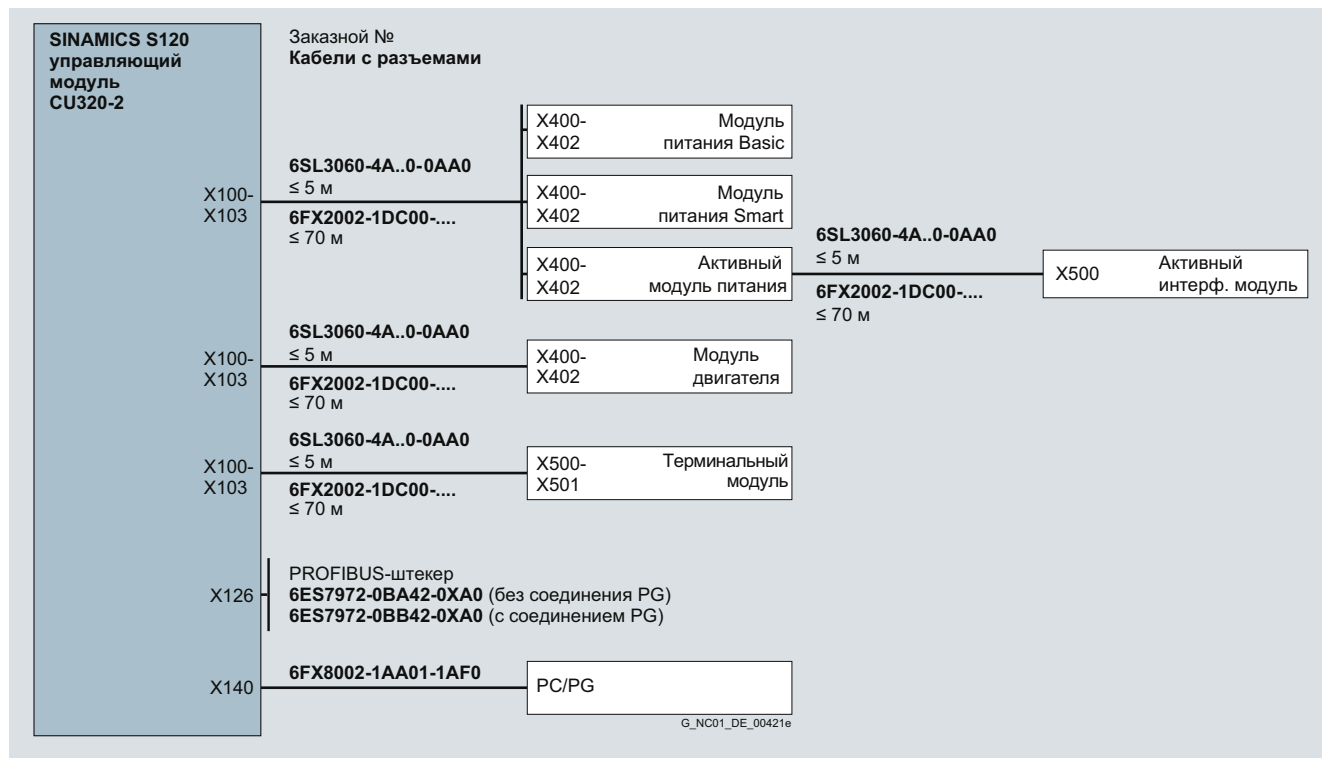 SINAMICS S120
управляющий
модуль
CU320-2
Заказной №
Кабели с разъемами
X100-
X103
6SL3060-4A..0-0AA0
≤ 5 м
6FX2002-1DC00-....
≤ 70 м
X400-
X402
Модуль
питания Basic
X400-
X402
Модуль
питания Smart
X400-
X402
Активный
модуль питания
6SL3060-4A..0-0AA0
≤ 5 м
6FX2002-1DC00-....
≤ 70 м
X500
Активный
интерф. модуль
X100-
X103
6SL3060-4A..0-0AA0
≤ 5 м
6FX2002-1DC00-....
≤ 70 м
X400-
X402
Модуль
двигателя
X100-
X103
6SL3060-4A..0-0AA0
≤ 5 м
6FX2002-1DC00-....
≤ 70 м
X500-
X501
Терминальный
модуль
X126
PROFIBUS-штекер
6ES7972-0BA42-0XA0 (без соединения PG)
6ES7972-0BB42-0XA0 (с соединением PG)
X140
6FX8002-1AA01-1AF0
PC/PG
G_NC01_DE_00421e